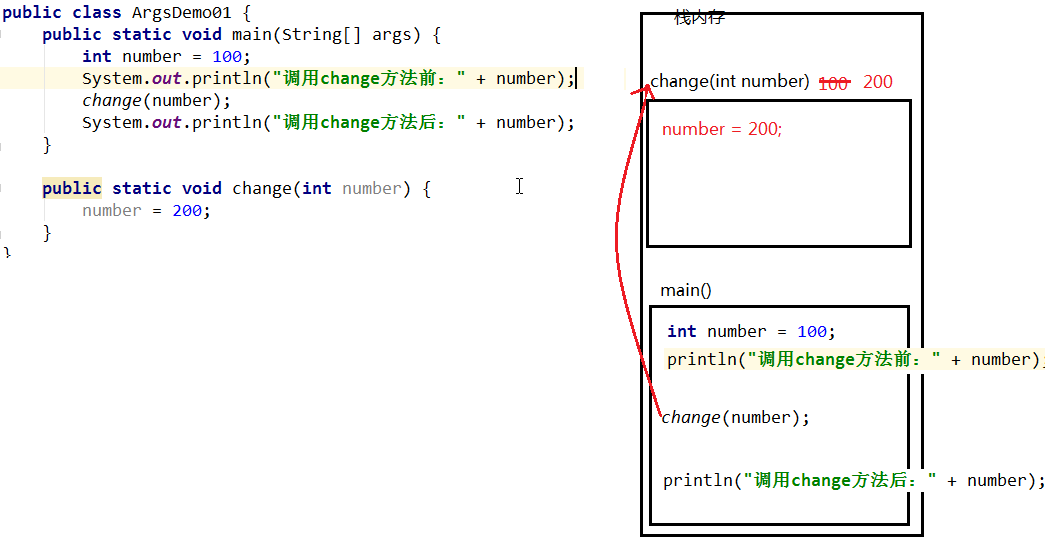 public class ArgsDemo01 {
public static void main(String[] args) {
int number = 100;
System.out.println("调用change方法前：" + number);
change(number);
System.out.println("调用change方法后：" + number);
}
public static void change(int number) {
number = 200;
}
}
栈内存
change(int number) 100 200
number = 200;
main()
int number = 100;
println("调用change方法前：" + number);
change(number);
println("调用change方法后：" + number);